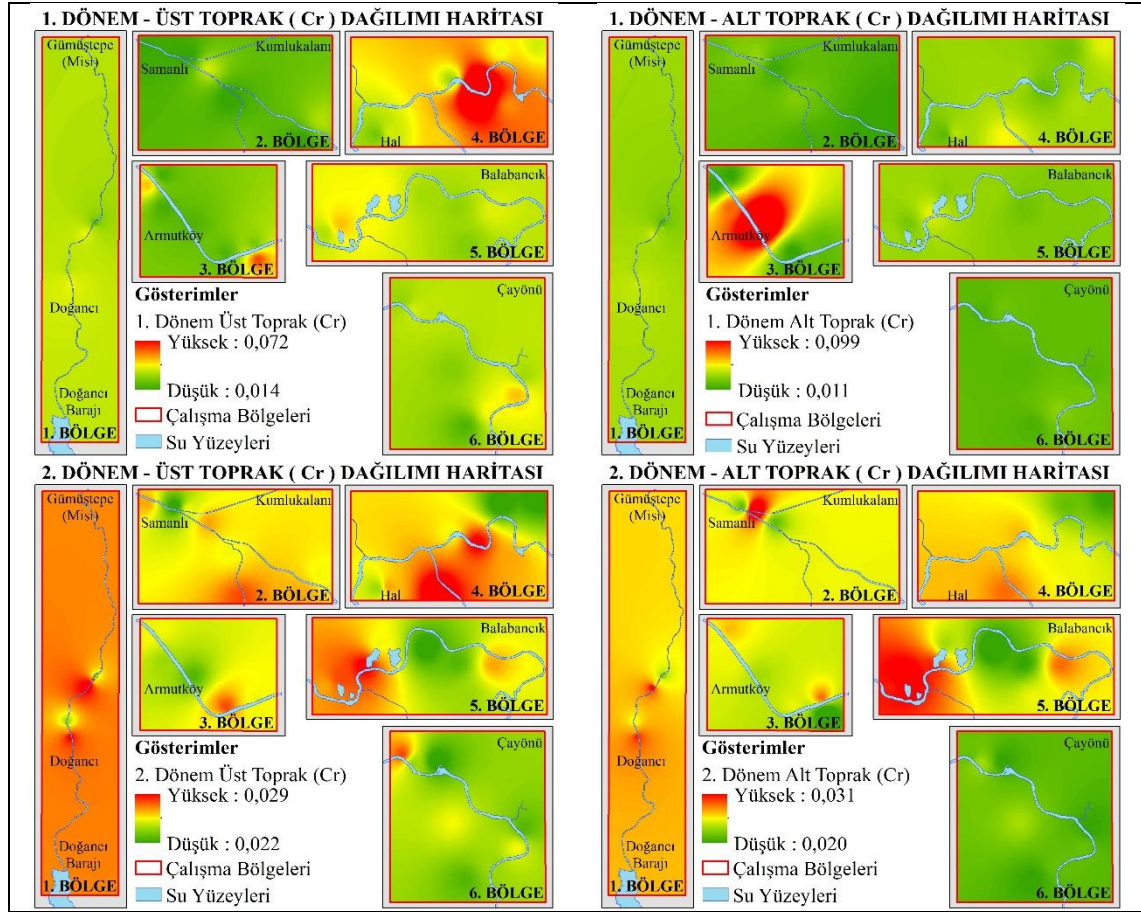 1. DÖNEM - ÜST TOPRAK ( Cr ) DAĞILIMI HARİTASI
Gümüştepe
(Misi)
Doğancı
Doğancı
Barajı
1. BÖLGE
Kumlukalanı
Samanlı
2. BÖLGE
Hal
4. BÖLGE
Armutköy
3. BÖLGE
Balabancık
5. BÖLGE
Çayönü
6. BÖLGE
Gösterimler
1. Dönem Üst Toprak (Cr)
Yüksek : 0,072
Düşük : 0,014
Çalışma Bölgeleri
Su Yüzeyleri
1. DÖNEM - ALT TOPRAK ( Cr ) DAĞILIMI HARİTASI
Gümüştepe
(Misi)
Doğancı
Doğancı
Barajı
1. BÖLGE
Kumlukalanı
Samanlı
2. BÖLGE
Hal
4. BÖLGE
Armutköy
3. BÖLGE
Balabancık
5. BÖLGE
Çayönü
6. BÖLGE
Gösterimler
1. Dönem Alt Toprak (Cr)
Yüksek : 0,099
Düşük : 0,011
Çalışma Bölgeleri
Su Yüzeyleri
2. DÖNEM - ÜST TOPRAK ( Cr ) DAĞILIMI HARİTASI
Gümüştepe
(Misi)
Doğancı
Doğancı
Barajı
1. BÖLGE
Kumlukalanı
Samanlı
2. BÖLGE
Hal
4. BÖLGE
Armutköy
3. BÖLGE
Balabancık
5. BÖLGE
Çayönü
6. BÖLGE
Gösterimler
2. Dönem Üst Toprak (Cr)
Yüksek : 0,029
Düşük : 0,022
Çalışma Bölgeleri
Su Yüzeyleri
2. DÖNEM - ALT TOPRAK ( Cr ) DAĞILIMI HARİTASI
Gümüştepe
(Misi)
Doğancı
Doğancı
Barajı
1. BÖLGE
Kumlukalanı
Samanlı
2. BÖLGE
Hal
4. BÖLGE
Armutköy
3. BÖLGE
Balabancık
5. BÖLGE
Çayönü
6. BÖLGE
Gösterimler
2. Dönem Alt Toprak (Cr)
Yüksek : 0,031
Düşük : 0,020
Çalışma Bölgeleri
Su Yüzeyleri